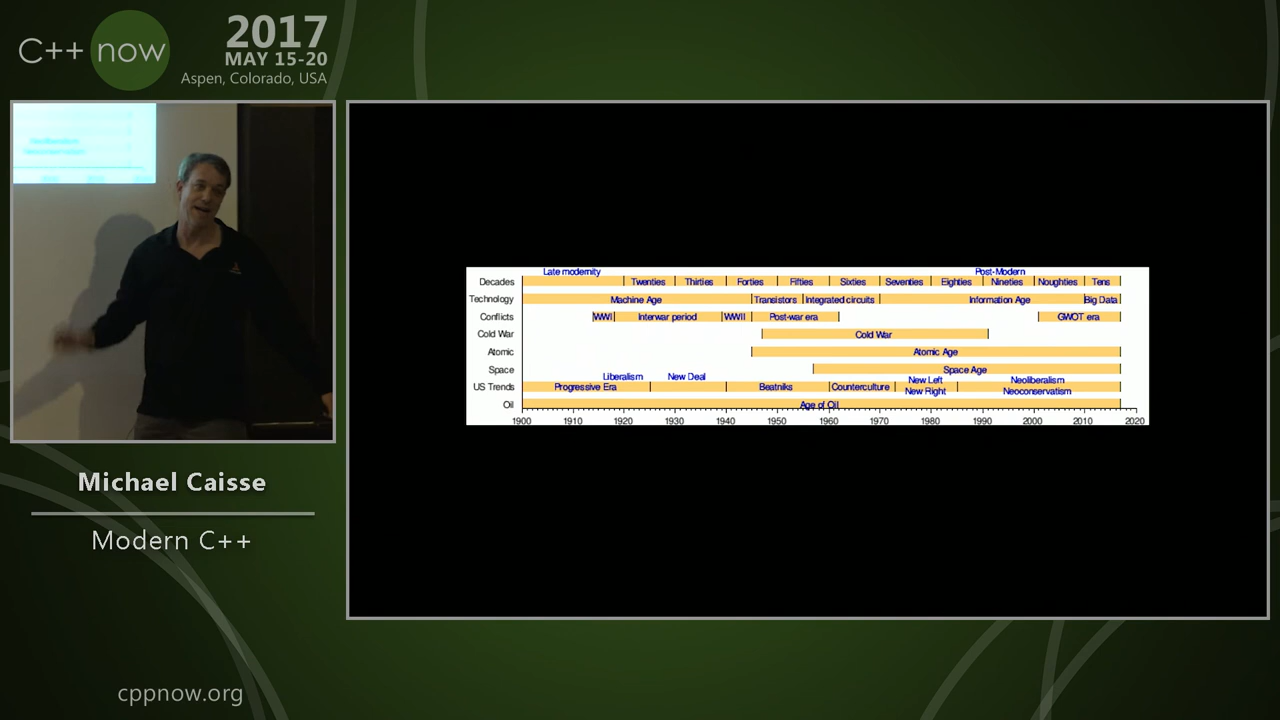 C++ now
2017
MAY 15-20
Aspen, Colorado, USA
Late modernity Post-Modern
Decades Twenties Thirties Forties Fifties Sixties Seventies Eighties Nineties Noughties Tens
Technology Machine Age Transistors Integrated circuits Information Age Big Data
Conflicts WWI Interwar period WWII Post-war era GWOT era
Cold War Cold War
Atomic Atomic Age
Space Space Age
Liberalism New Deal New Left Neoliberalism
US Trends Progressive Era Beatniks Counterculture New Right Neoconservatism
Oil Age of Oil
1900 1910 1920 1930 1940 1950 1960 1970 1980 1990 2000 2010 2020
Michael Caisse
Modern C++
cppnow.org